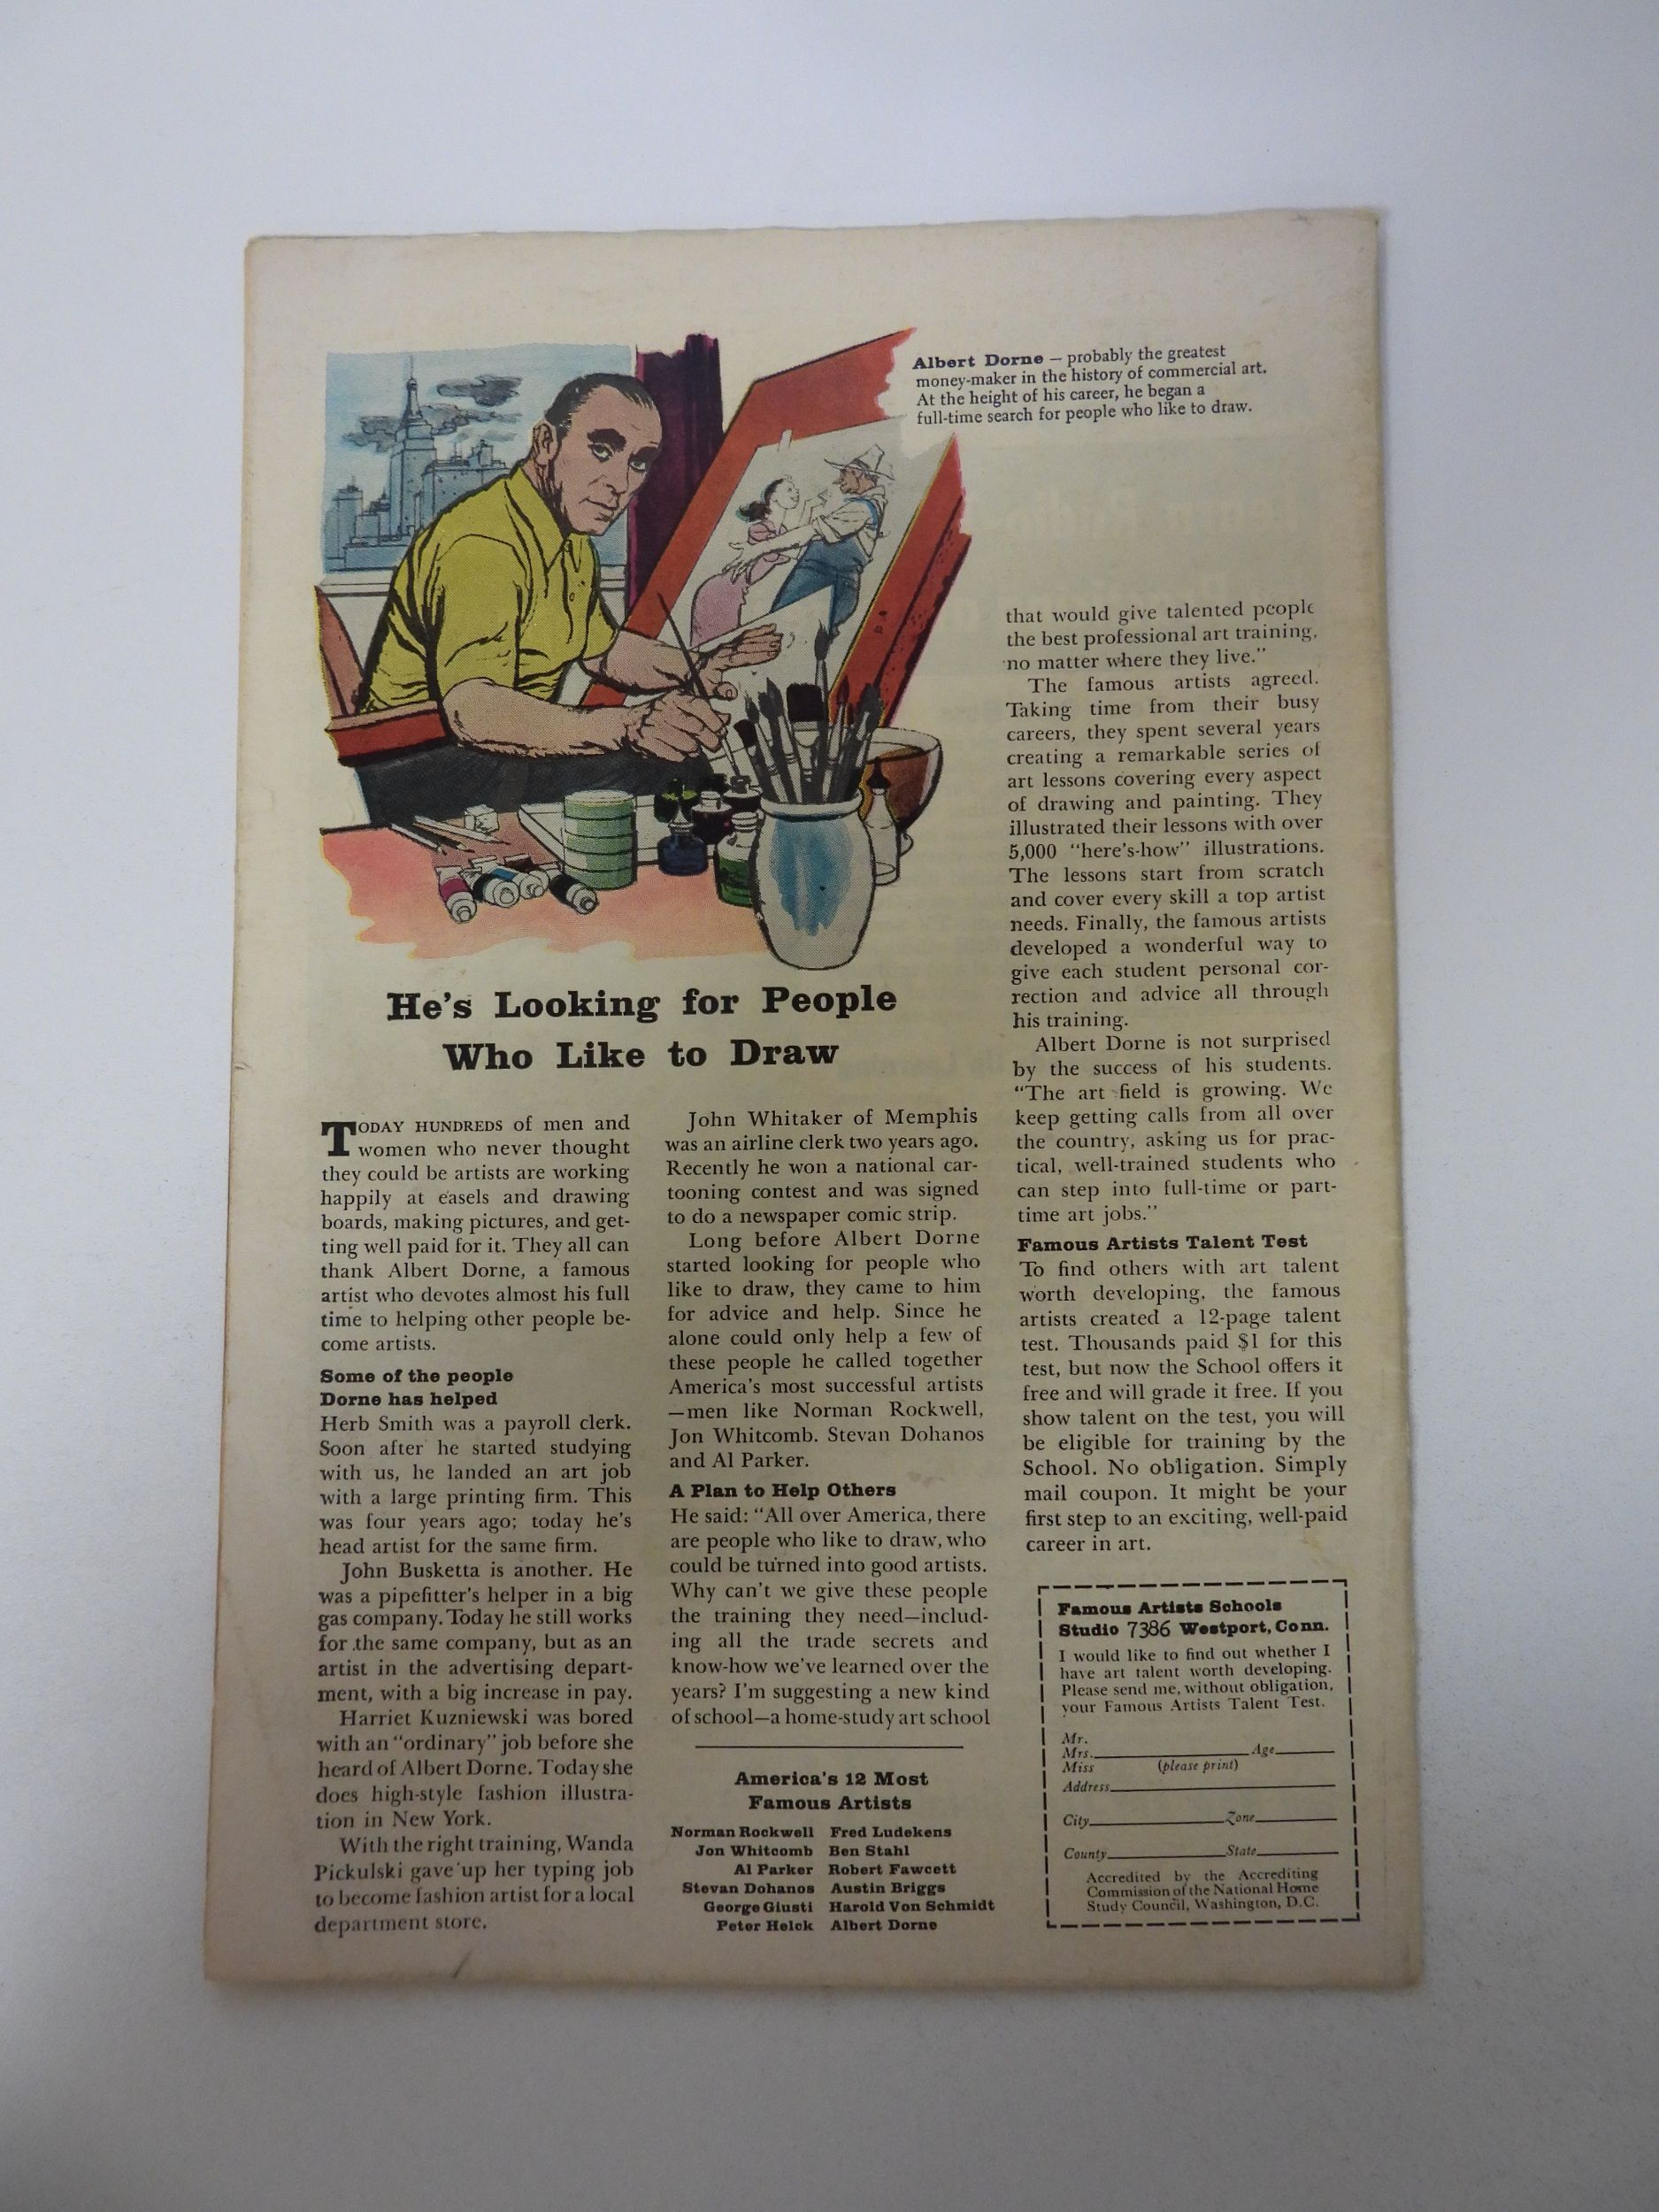 Albert Dorne — probably the greatest
money-maker in the history of commercial art.
At the height of his career, he began a
full-time search for people who like to draw.
He's Looking for People
Who Like to Draw
TODAY HUNDREDS of men and
women who never thought
they could be artists are working
happily at easels and drawing
boards, making pictures, and get-
ting well paid for it. They all can
thank Albert Dorne, a famous
artist who devotes almost his full
time to helping other people be-
come artists.
Some of the people
Dorne has helped
Herb Smith was a payroll clerk.
Soon after he started studying
with us, he landed an art job
with a large printing firm. This
was four years ago; today he's
head artist for the same firm.
John Busketta is another. He
was a pipefitter's helper in a big
gas company. Today he still works
for the same company, but as an
artist in the advertising depart-
ment, with a big increase in pay.
Harriet Kuzniewski was bored
with an "ordinary" job before she
heard of Albert Dorne. Today she
does high-style fashion illustra-
tion in New York.
With the right training, Wanda
Pickulski gave up her typing job
to become fashion artist for a local
department store.
John Whitaker of Memphis
was an airline clerk two years ago.
Recently he won a national car-
tooning contest and was signed
to do a newspaper comic strip.
Long before Albert Dorne
started looking for people who
like to draw, they came to him
for advice and help. Since he
alone could only help a few of
these people he called together
America's most successful artists
—men like Norman Rockwell,
Jon Whitcomb. Stevan Dohanos
and Al Parker.
A Plan to Help Others
He said: "All over America, there
are people who like to draw, who
could be turned into good artists.
Why can't we give these people
the training they need—includ-
ing all the trade secrets and
know-how we've learned over the
years? I'm suggesting a new kind
of school—a home-study art school
America's 12 Most
Famous Artists
Norman Rockwell Fred Ludekens
Jon Whitcomb Ben Stahl
Al Parker Robert Fawcett
Stevan Dohanos Austin Briggs
George Giusti Harold Von Schmidt
Peter Helck Albert Dorne
that would give talented people
the best professional art training,
no matter where they live."
The famous artists agreed.
Taking time from their busy
careers, they spent several years
creating a remarkable series of
art lessons covering every aspect
of drawing and painting. They
illustrated their lessons with over
5,000 "here's-how" illustrations.
The lessons start from scratch
and cover every skill a top artist
needs. Finally, the famous artists
developed a wonderful way to
give each student personal cor-
rection and advice all through
his training.
Albert Dorne is not surprised
by the success of his students.
"The art field is growing. We
keep getting calls from all over
the country, asking us for prac-
tical, well-trained students who
can step into full-time or part-
time art jobs."
Famous Artists Talent Test
To find others with art talent
worth developing, the famous
artists created a 12-page talent
test. Thousands paid $1 for this
test, but now the School offers it
free and will grade it free. If you
show talent on the test, you will
be eligible for training by the
School. No obligation. Simply
mail coupon. It might be your
first step to an exciting, well-paid
career in art.
Famous Artists Schools
Studio 7386 Westport, Conn.
I would like to find out whether I
have art talent worth developing.
Please send me, without obligation,
your Famous Artists Talent Test.
Mr.
Mrs. Age
Miss (please print)
Address
City Zone
County State
Accredited by the Accrediting
Commission of the National Home
Study Council, Washington, D.C.